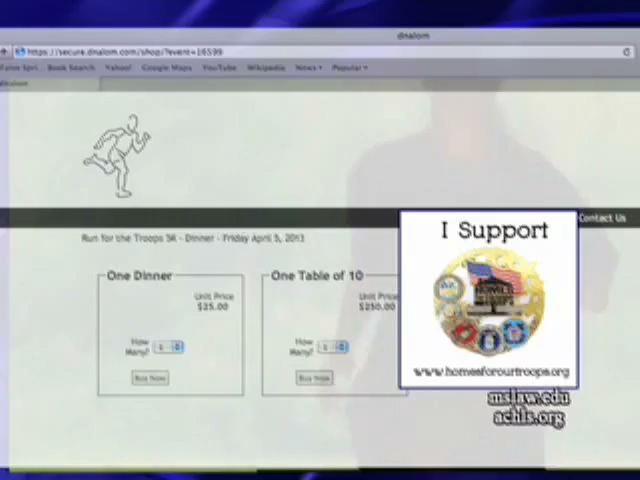 dnalom
https://secure.dnalom.com/shop/?event=16599
Book Search Yahoo! Google Maps YouTube Wikipedia News Popular
dnalom
Contact Us
Run for the Troops 5K - Dinner - Friday April 5, 2013
One Dinner
Unit Price
$25.00
How
Many?
1
Buy Now
One Table of 10
Unit Price
$250.00
How
Many?
1
Buy Now
I Support
www.homesforourtroops.org
mslaw.edu
achls.org